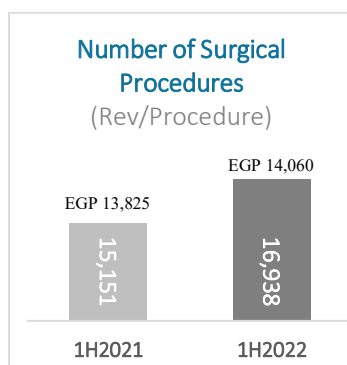 Number of Surgical
Procedures
(Rev/Procedure)
EGP 14,060
EGP 13,825
15,151
16,938
1H2021
1H2022